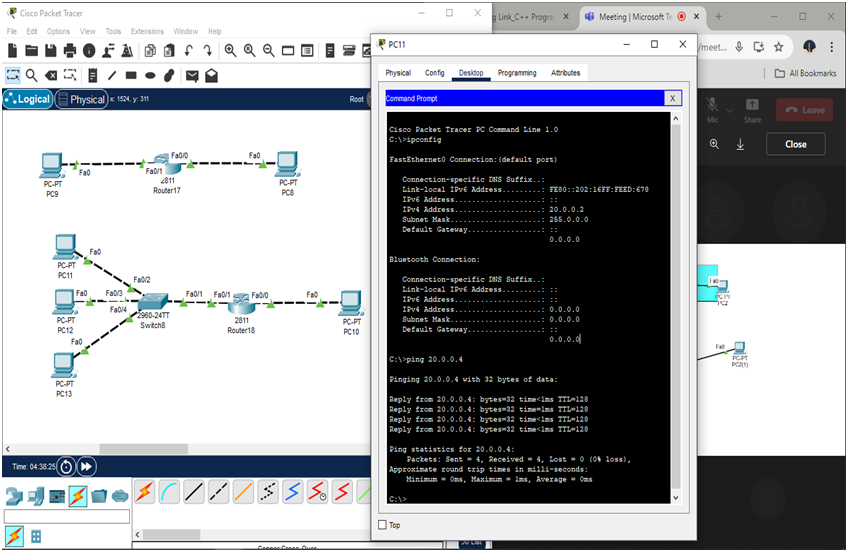 Cisco Packet Tracer
File Edit Options View Tools Extensions Window Help
Logical
Physical
x: 1524, y: 311
Root
PC-PT
PC9
Fa0
Fa0/1
Fa0/0
2811
Router17
Fa0
PC-PT
PC8
PC-PT
PC11
Fa0
Fa0/2
PC-PT
PC12
Fa0
Fa0/3
Fa0/4
2960-24TT
Switch8
Fa0/1
Fa0/1
Fa0/0
2811
Router18
Fa0
PC-PT
PC10
Fa0
PC-PT
PC13
Time: 04:38:25
PC11
Physical Config Desktop Programming Attributes
Command Prompt
X
Cisco Packet Tracer PC Command Line 1.0
C:\>ipconfig
FastEthernet0 Connection:(default port)
Connection-specific DNS Suffix..:
Link-local IPv6 Address.........: FE80::202:16FF:FEED:678
IPv6 Address....................: ::
IPv4 Address....................: 20.0.0.2
Subnet Mask.....................: 255.0.0.0
Default Gateway.................: ::
0.0.0.0
Bluetooth Connection:
Connection-specific DNS Suffix..:
Link-local IPv6 Address.........: ::
IPv6 Address....................: ::
IPv4 Address....................: 0.0.0.0
Subnet Mask.....................: 0.0.0.0
Default Gateway.................: ::
0.0.0.0
C:\>ping 20.0.0.4
Pinging 20.0.0.4 with 32 bytes of data:
Reply from 20.0.0.4: bytes=32 time<1ms TTL=128
Reply from 20.0.0.4: bytes=32 time<1ms TTL=128
Reply from 20.0.0.4: bytes=32 time<1ms TTL=128
Reply from 20.0.0.4: bytes=32 time<1ms TTL=128
Ping statistics for 20.0.0.4:
Packets: Sent = 4, Received = 4, Lost = 0 (0% loss),
Approximate round trip times in milli-seconds:
Minimum = 0ms, Maximum = 1ms, Average = 0ms
C:\>
Top
Link_C++ Progra
Meeting | Microsoft Te
/meet...
All Bookmarks
Mic
Share
Leave
Close
Fa0
PC2
Fa0
PC-PT
PC2(1)